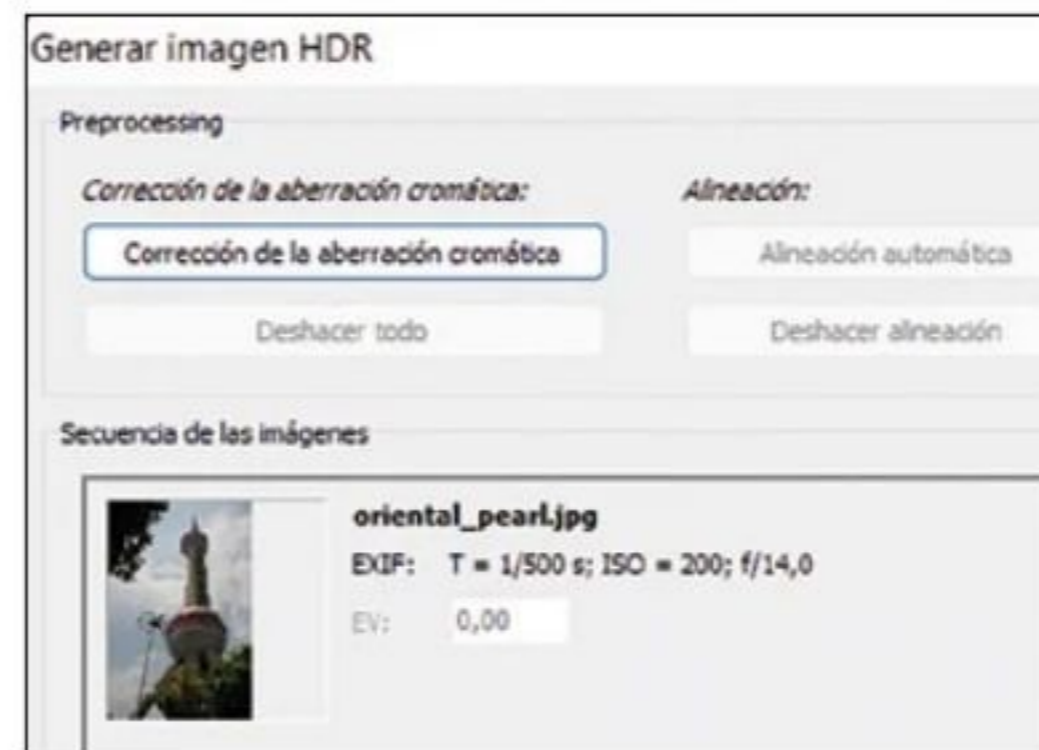 Generar imagen HDR
Preprocessing
Corrección de la aberración cromática:
Alineación:
Corrección de la aberración cromática
Alineación automática
Deshacer todo
Deshacer alineación
Secuencia de las imágenes
oriental_pearl.jpg
EXIF: T = 1/500 s; ISO = 200; f/14,0
EV: 0,00